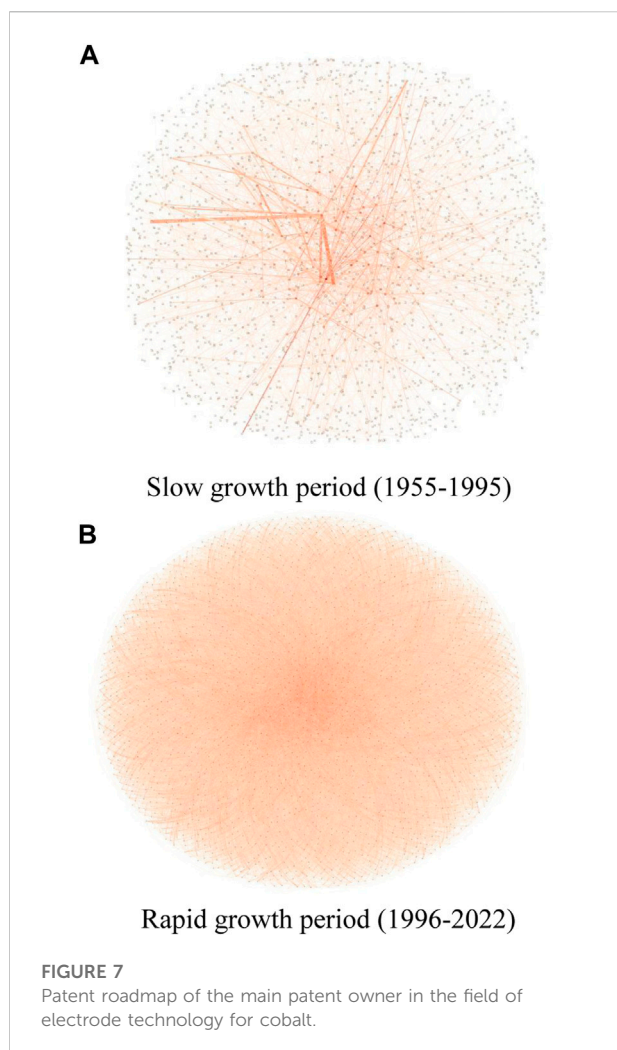 A
Slow growth period (1955-1995)
B
Rapid growth period (1996-2022)
FIGURE 7
Patent roadmap of the main patent owner in the field of
electrode technology for cobalt.